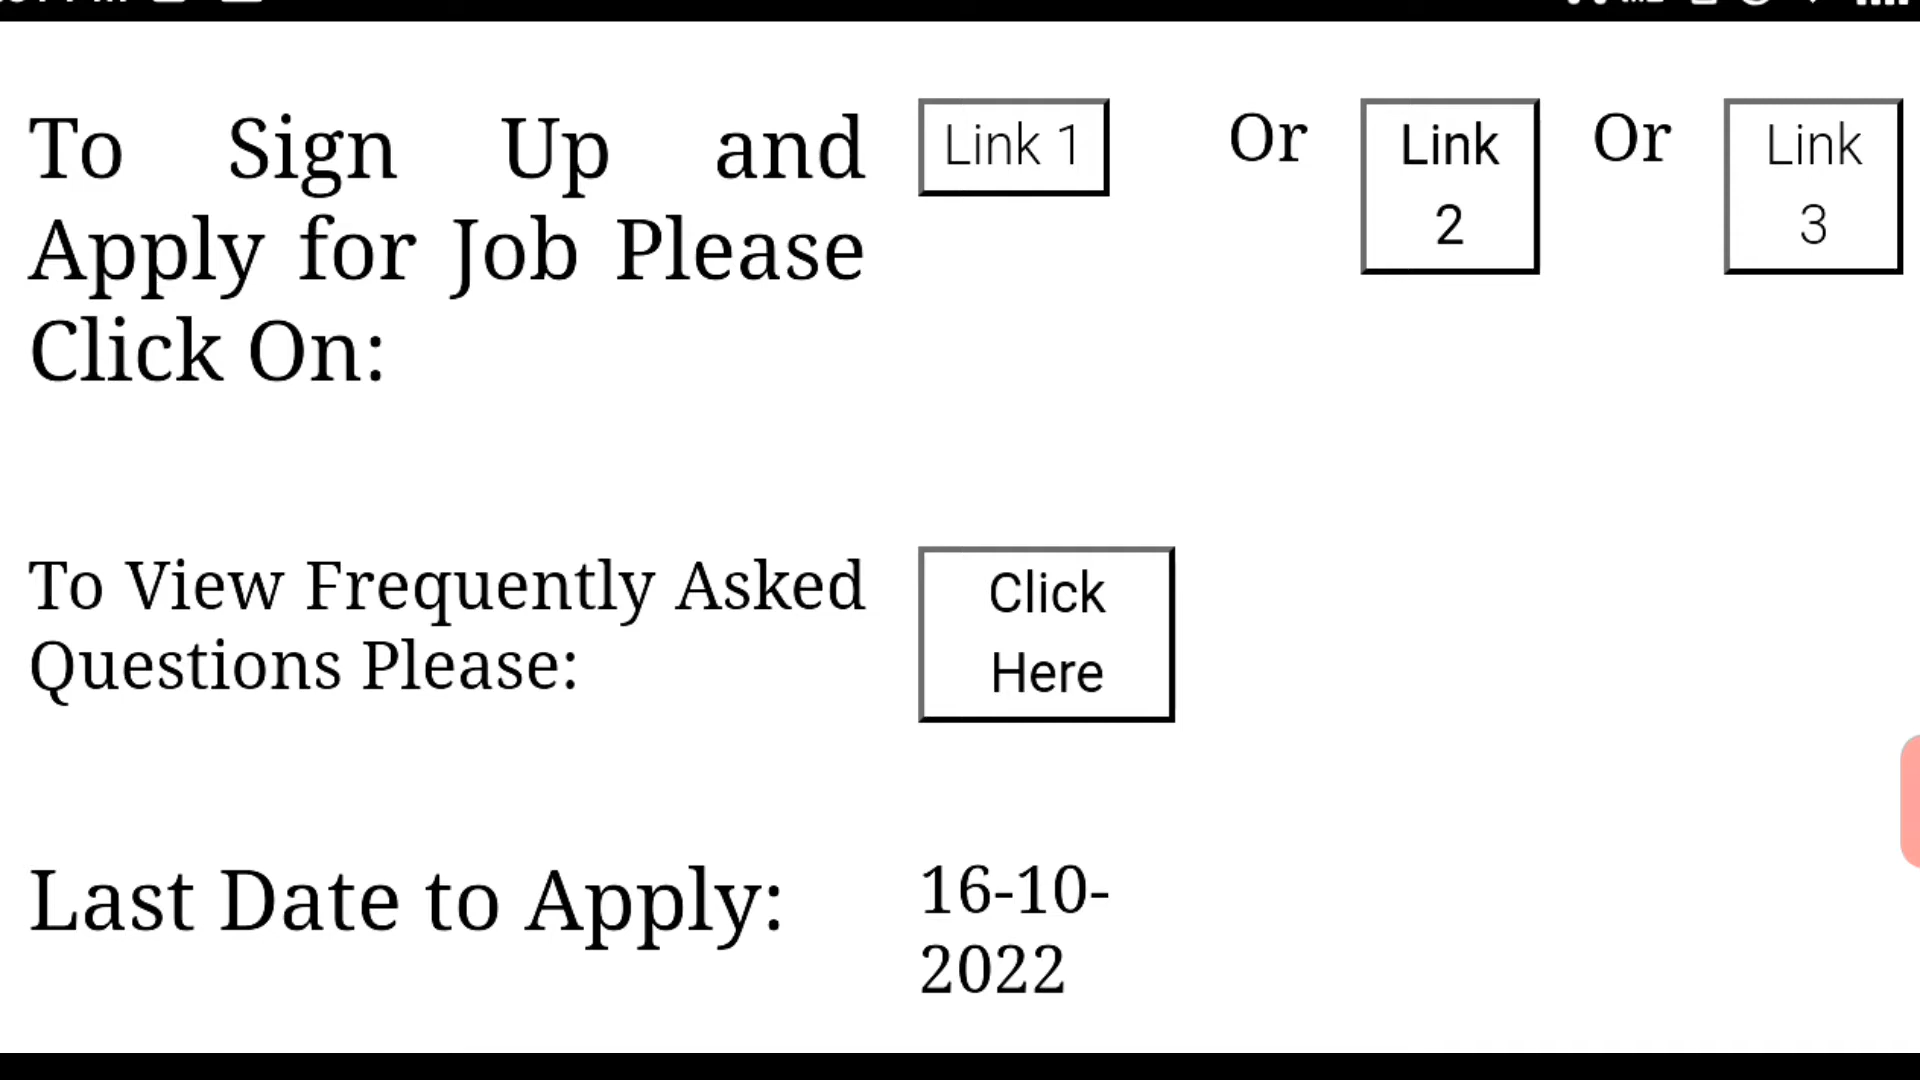 To Sign Up and Link 1 Or Link Or Link
Apply for Job Please 2 3
Click On:
To View Frequently Asked Click
Questions Please: Here
Last Date to Apply: 16-10-
2022